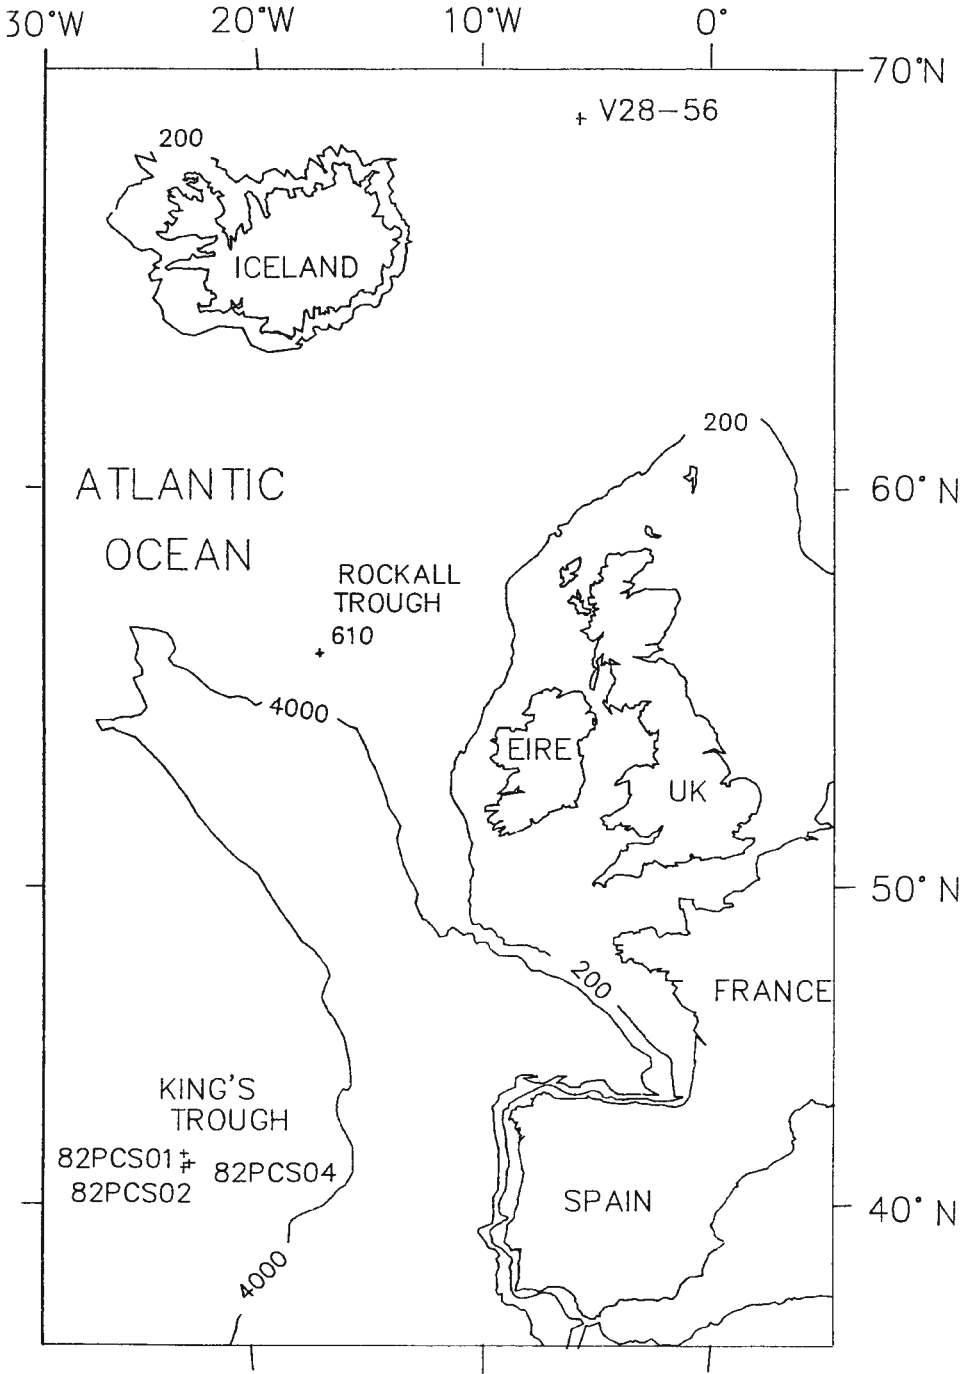 30°W 20°W 10°W 0°
70°N
V28-56
200
ICELAND
200
ATLANTIC
60°N
OCEAN
ROCKALL
TROUGH
610
4000
EIRE
UK
50°N
200
FRANCE
KING'S
TROUGH
82PCS01
82PCS04
82PCS02
SPAIN
40°N
4000